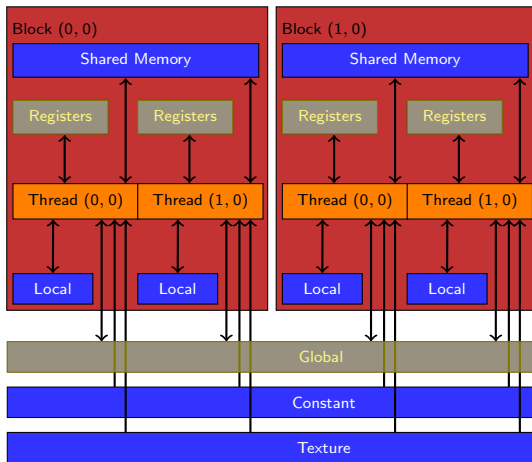 Block (0, 0)
Shared Memory
Registers
Registers
Thread (0, 0)
Thread (1, 0)
Local
Local
Block (1, 0)
Shared Memory
Registers
Registers
Thread (0, 0)
Thread (1, 0)
Local
Local
Global
Constant
Texture